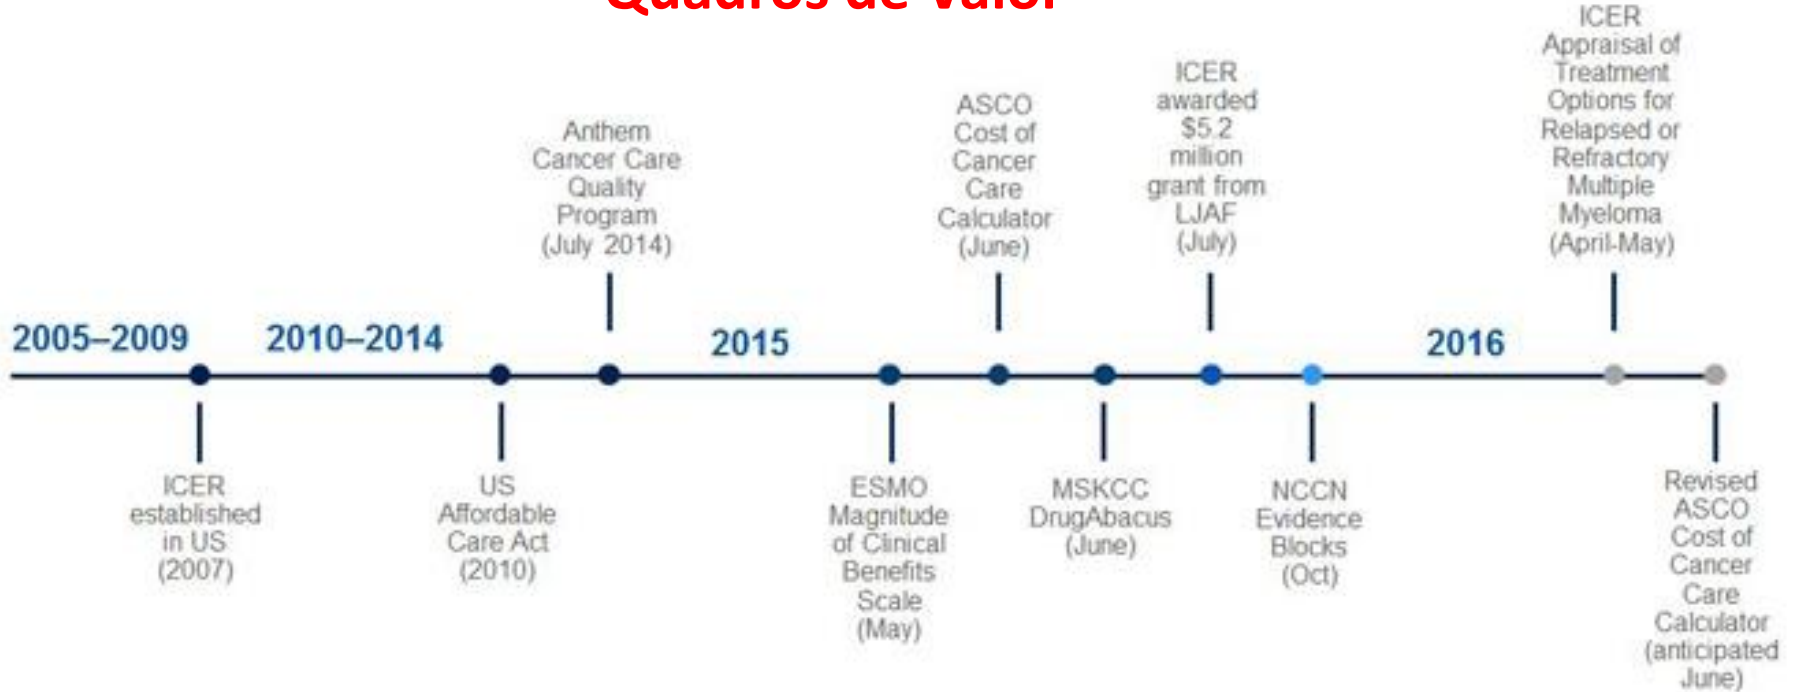 Quadros de Valor
2005–2009
ICER
established
in US
(2007)
2010–2014
US
Affordable
Care Act
(2010)
Anthem
Cancer Care
Quality
Program
(July 2014)
2015
ESMO
Magnitude
of Clinical
Benefits
Scale
(May)
ASCO
Cost of
Cancer
Care
Calculator
(June)
MSKCC
DrugAbacus
(June)
ICER
awarded
$5.2
million
grant from
LJAF
(July)
NCCN
Evidence
Blocks
(Oct)
2016
ICER
Appraisal of
Treatment
Options for
Relapsed or
Refractory
Multiple
Myeloma
(April-May)
Revised
ASCO
Cost of
Cancer
Care
Calculator
(anticipated
June)